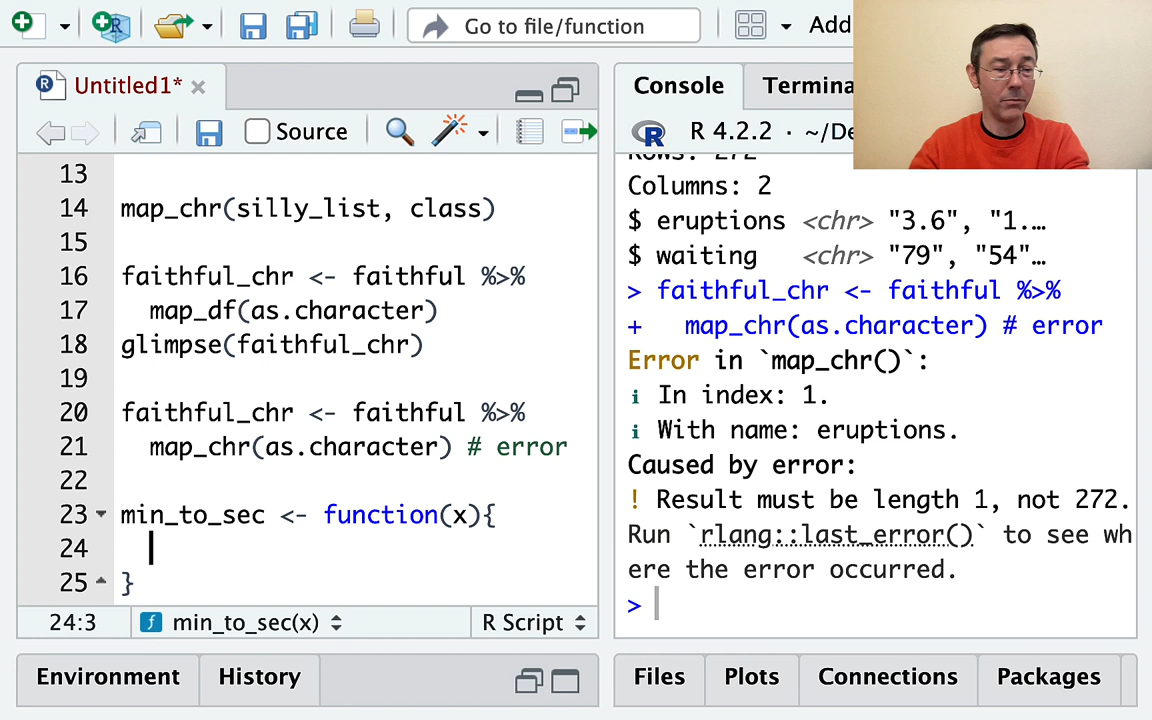 Go to file/function
Add
Untitled1*
Source
13
14 map_chr(silly_list, class)
15
16 faithful_chr <- faithful %>%
17 map_df(as.character)
18 glimpse(faithful_chr)
19
20 faithful_chr <- faithful %>%
21 map_chr(as.character) # error
22
23 min_to_sec <- function(x){
24
25 }
24:3 min_to_sec(x) R Script
Environment History
Console Termina
R 4.2.2 · ~/De
Rows: 272
Columns: 2
$ eruptions <chr> "3.6", "1.…
$ waiting <chr> "79", "54"…
> faithful_chr <- faithful %>%
+ map_chr(as.character) # error
Error in `map_chr()`:
ℹ In index: 1.
ℹ With name: eruptions.
Caused by error:
! Result must be length 1, not 272.
Run `rlang::last_error()` to see wh
ere the error occurred.
>
Files Plots Connections Packages